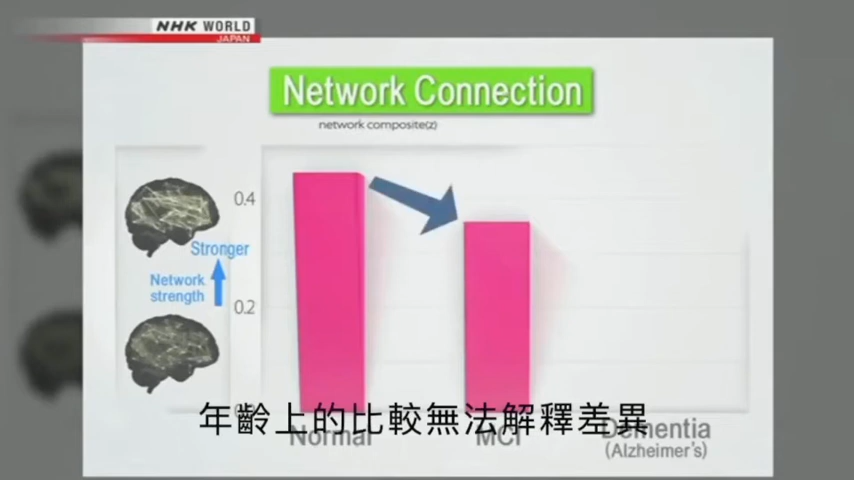 NHK WORLD
JAPAN
Network Connection
network composite(z)
0.4
Stronger
Network
strength
0.2
0
年齡上的比較無法解釋差異
Normal
MCI
Dementia
(Alzheimer's)